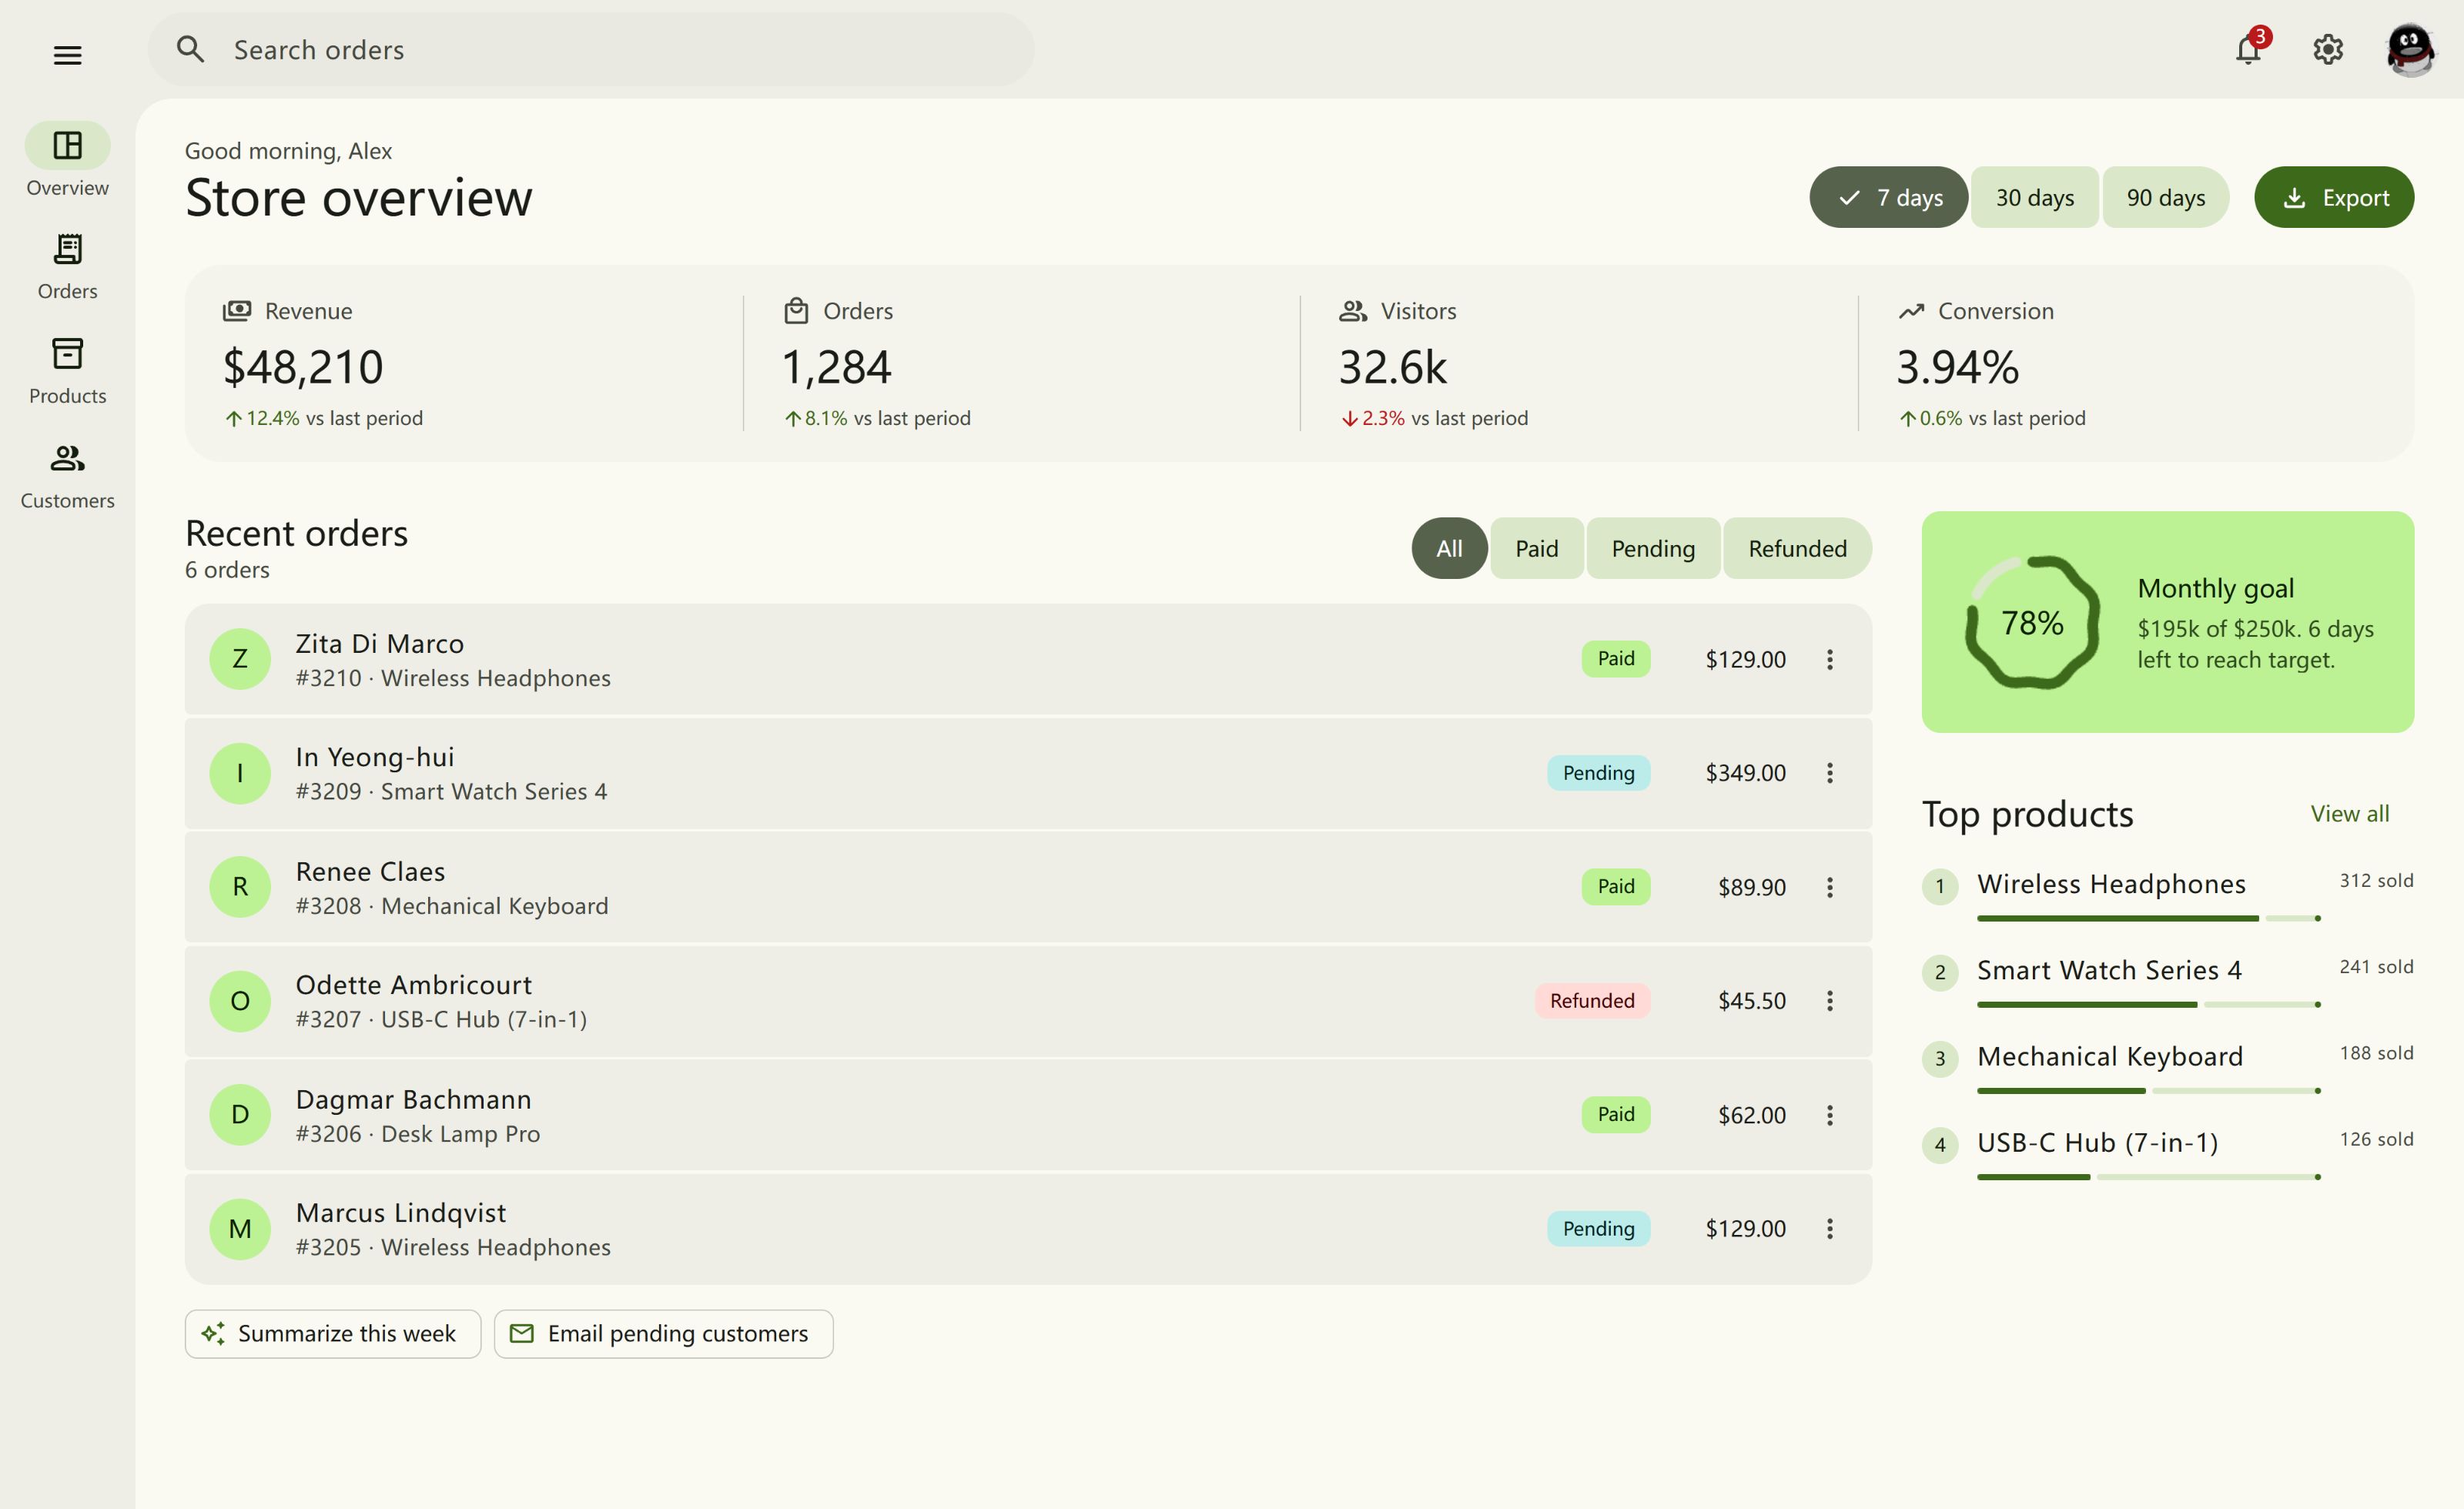 Search orders
3
Overview
Orders
Products
Customers
Good morning, Alex
Store overview
7 days
30 days
90 days
Export
Revenue
$48,210
12.4% vs last period
Orders
1,284
8.1% vs last period
Visitors
32.6k
2.3% vs last period
Conversion
3.94%
0.6% vs last period
Recent orders
6 orders
All
Paid
Pending
Refunded
Z
Zita Di Marco
#3210 · Wireless Headphones
Paid
$129.00
I
In Yeong-hui
#3209 · Smart Watch Series 4
Pending
$349.00
R
Renee Claes
#3208 · Mechanical Keyboard
Paid
$89.90
O
Odette Ambricourt
#3207 · USB-C Hub (7-in-1)
Refunded
$45.50
D
Dagmar Bachmann
#3206 · Desk Lamp Pro
Paid
$62.00
M
Marcus Lindqvist
#3205 · Wireless Headphones
Pending
$129.00
Summarize this week
Email pending customers
78%
Monthly goal
$195k of $250k. 6 days
left to reach target.
Top products
View all
1
Wireless Headphones
312 sold
2
Smart Watch Series 4
241 sold
3
Mechanical Keyboard
188 sold
4
USB-C Hub (7-in-1)
126 sold